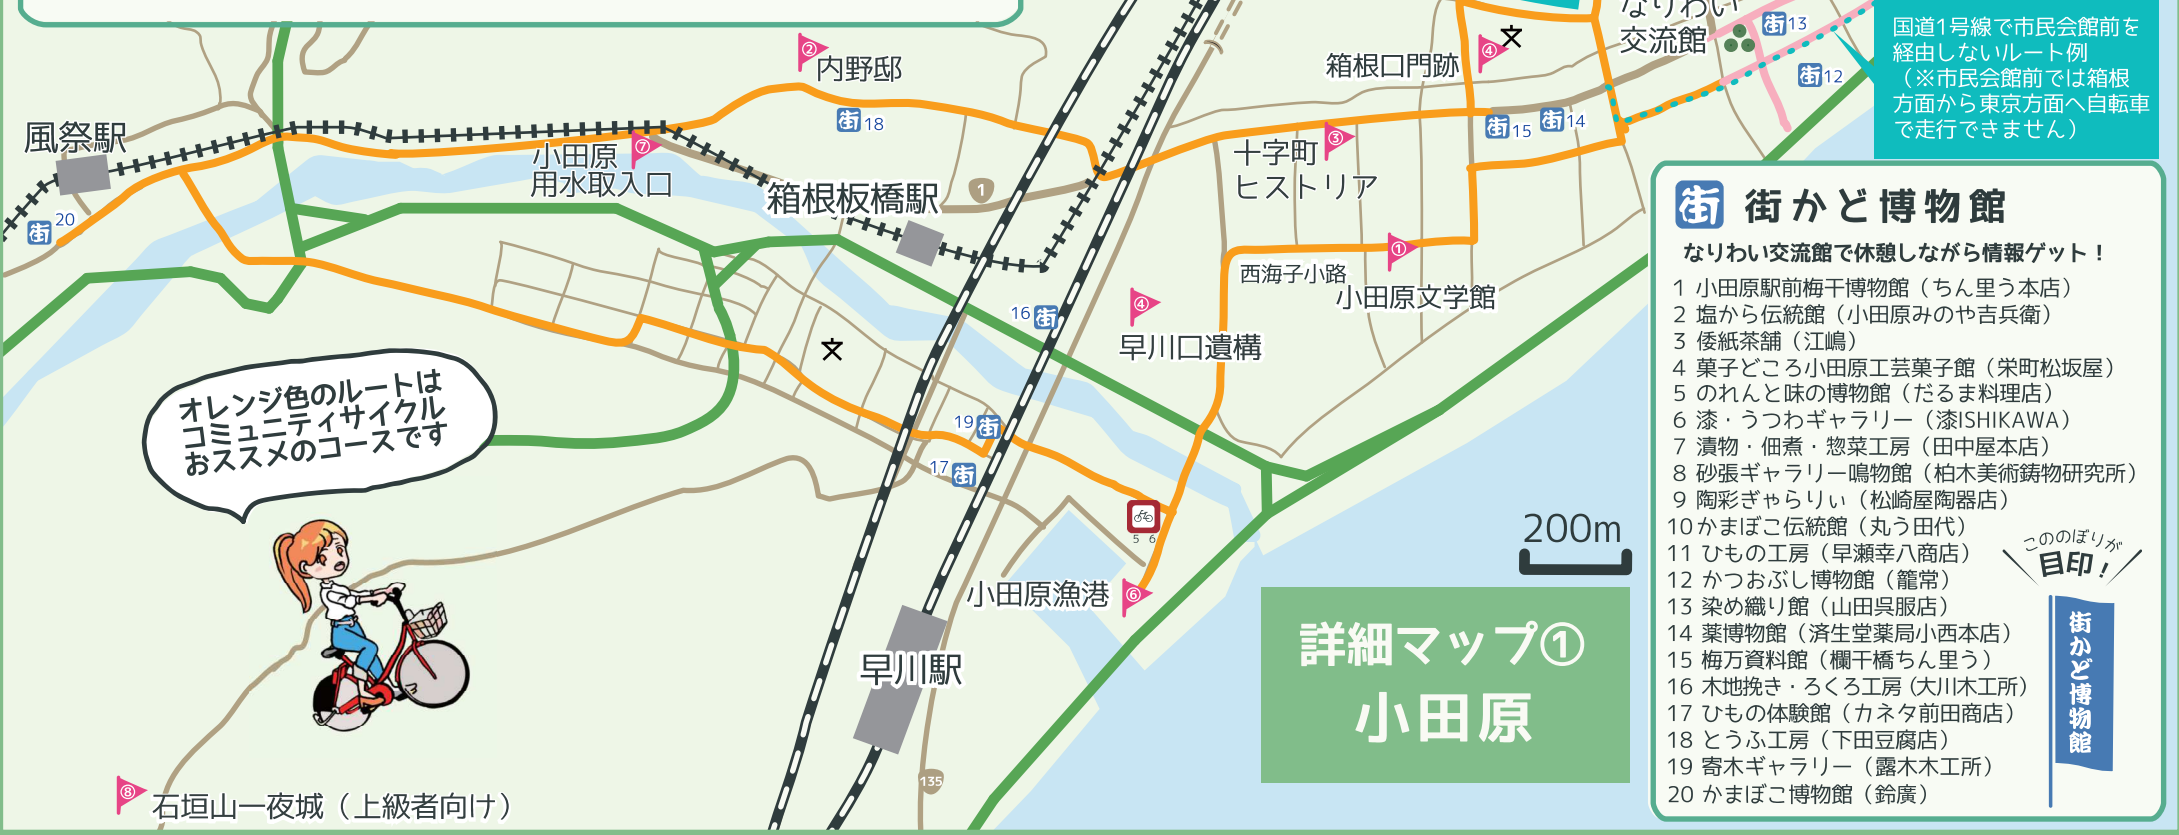 なりわい
交流館
街13
街12
国道1号線で市民会館前を
経由しないルート例
（※市民会館前では箱根
方面から東京方面へ自転車
で走行できません）
②
内野邸
街18
箱根口門跡
④
街15
街14
風祭駅
街20
小田原
用水取入口
⑦
箱根板橋駅
1
十字町
ヒストリア
③
西海子小路
①
小田原文学館
16街
④
早川口遺構
オレンジ色のルートは
コミュニティサイクル
おススメのコースです
19街
17街
5 6
小田原漁港
⑥
早川駅
135
⑧
石垣山一夜城（上級者向け）
200m
詳細マップ①
小田原
街 街かど博物館
なりわい交流館で休憩しながら情報ゲット！
1 小田原駅前梅干博物館（ちん里う本店）
2 塩から伝統館（小田原みのや吉兵衛）
3 倭紙茶舗（江嶋）
4 菓子どころ小田原工芸菓子館（栄町松坂屋）
5 のれんと味の博物館（だるま料理店）
6 漆・うつわギャラリー（漆ISHIKAWA）
7 漬物・佃煮・惣菜工房（田中屋本店）
8 砂張ギャラリー鳴物館（柏木美術鋳物研究所）
9 陶彩ぎゃらりぃ（松崎屋陶器店）
10 かまぼこ伝統館（丸う田代）
11 ひもの工房（早瀬幸八商店）
12 かつおぶし博物館（籠常）
13 染め織り館（山田呉服店）
14 薬博物館（済生堂薬局小西本店）
15 梅万資料館（欄干橋ちん里う）
16 木地挽き・ろくろ工房（大川木工所）
17 ひもの体験館（カネタ前田商店）
18 とうふ工房（下田豆腐店）
19 寄木ギャラリー（露木木工所）
20 かまぼこ博物館（鈴廣）
こののぼりが
目印！
街かど博物館